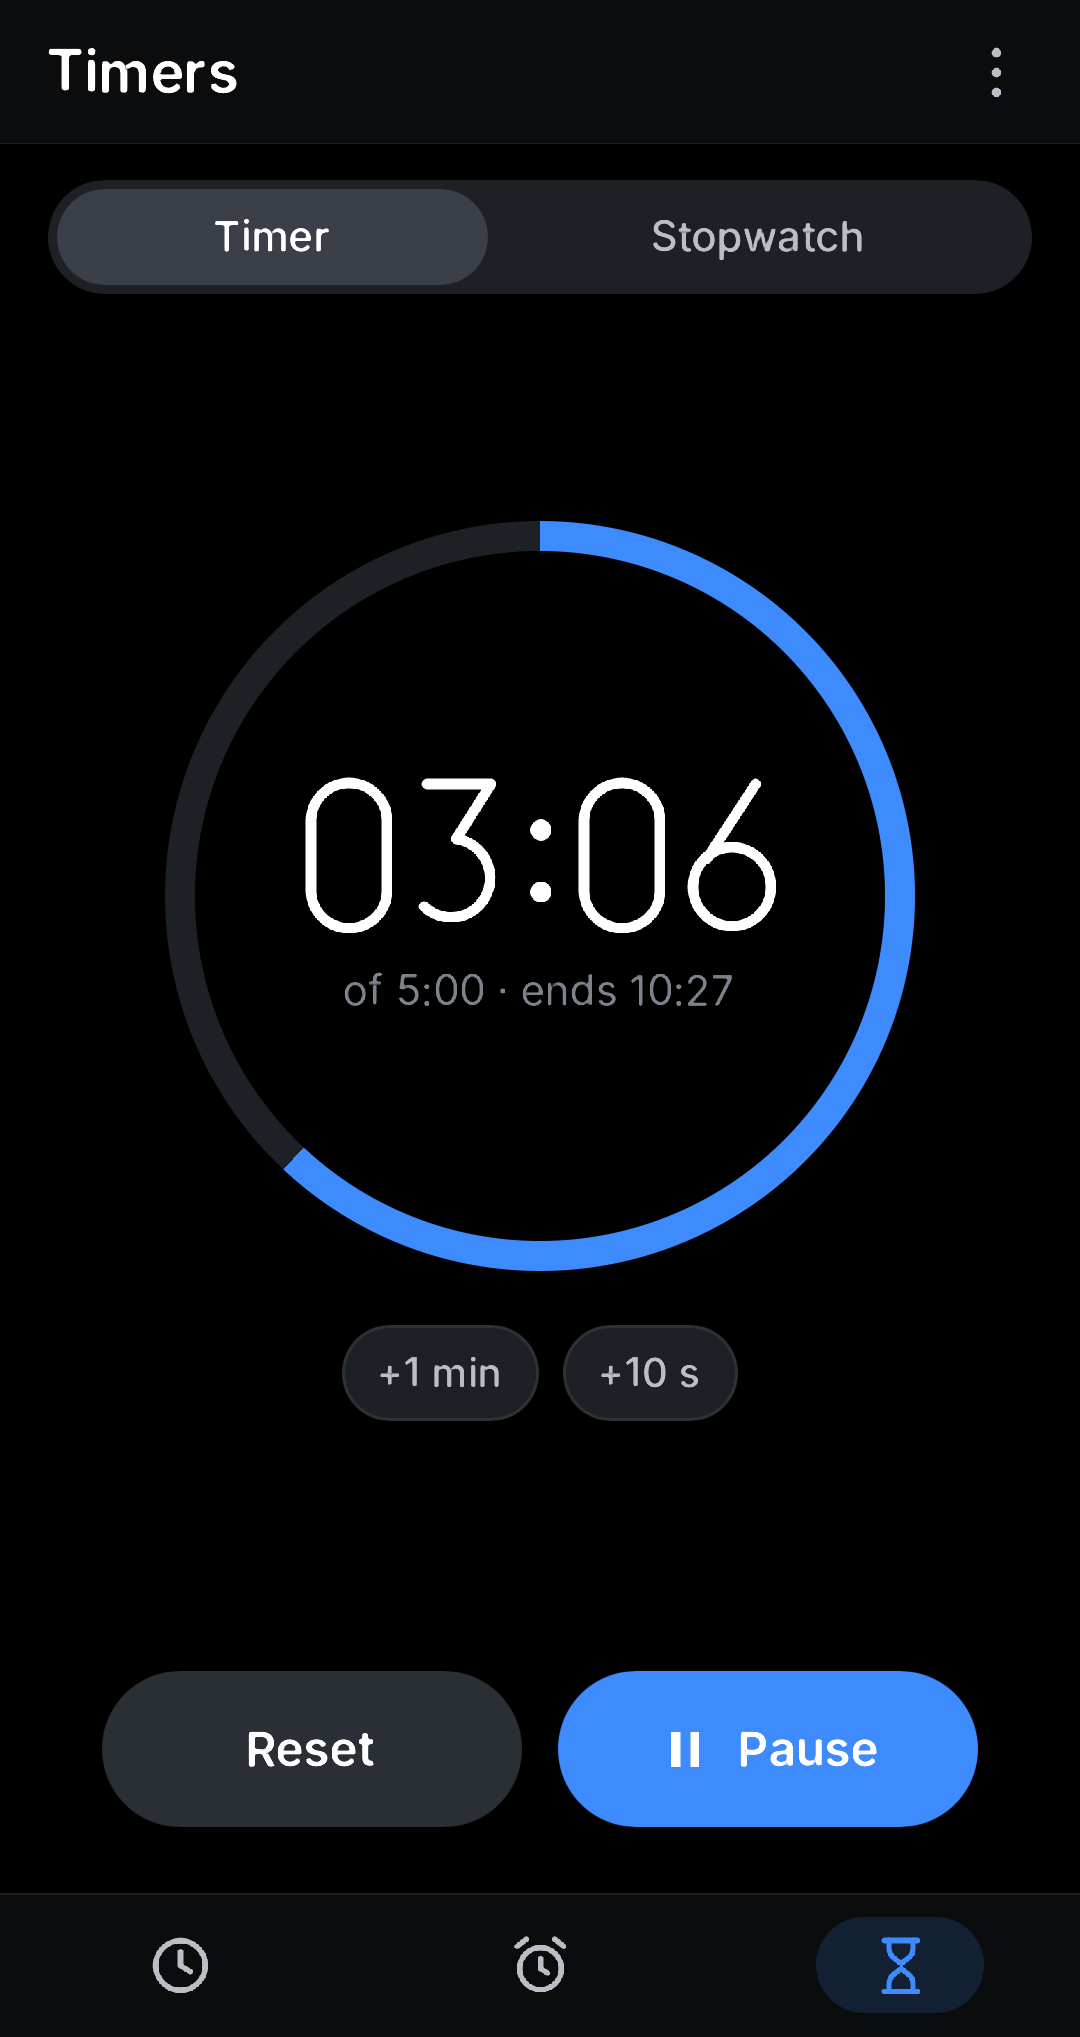 Timers
Timer Stopwatch
03:06
of 5:00 · ends 10:27
+1 min +10 s
Reset Pause